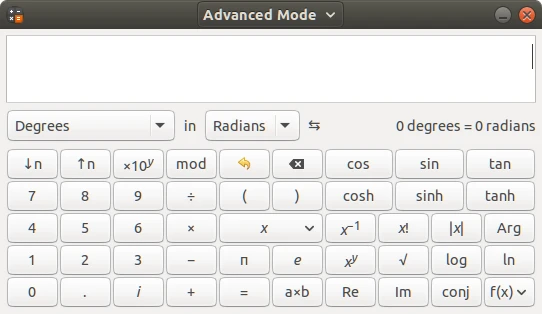 Advanced Mode
Degrees in Radians ⇆ 0 degrees = 0 radians
↓n ↑n ×10ʸ mod cos sin tan
7 8 9 ÷ ( ) cosh sinh tanh
4 5 6 × x x⁻¹ x! |x| Arg
1 2 3 − π e xʸ √ log ln
0 . i + = a×b Re Im conj f(x)